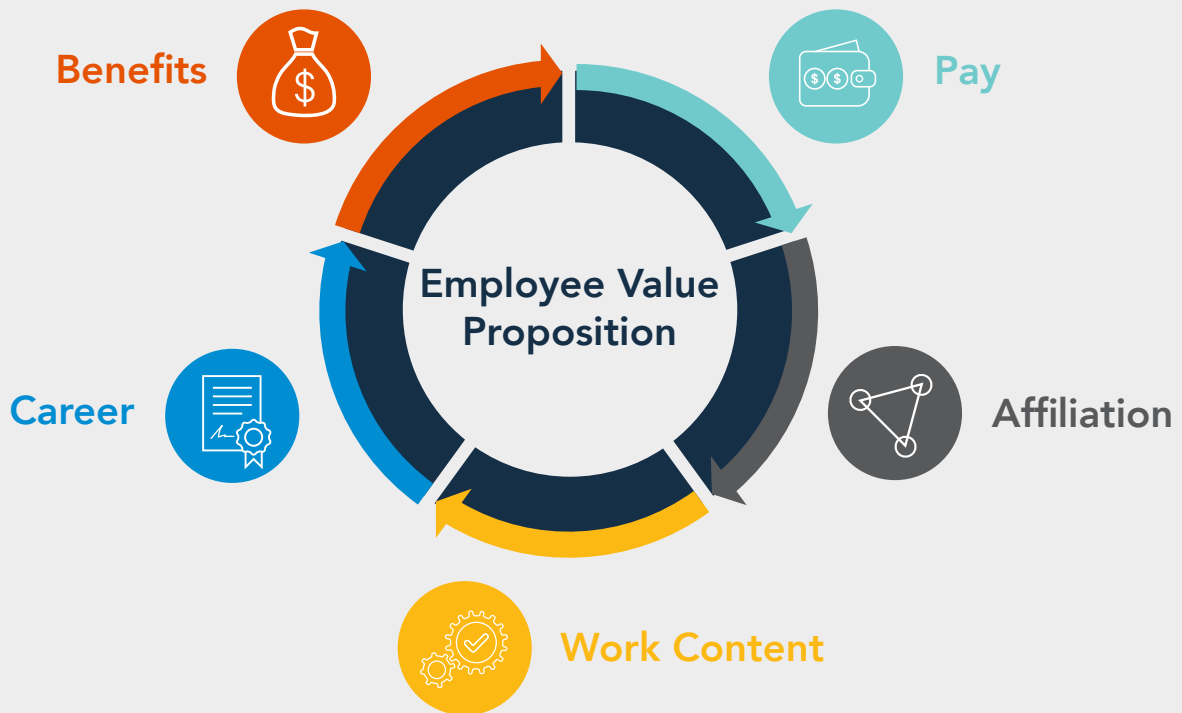 Benefits
Pay
Employee Value
Proposition
Career
Affiliation
Work Content
$
$ $